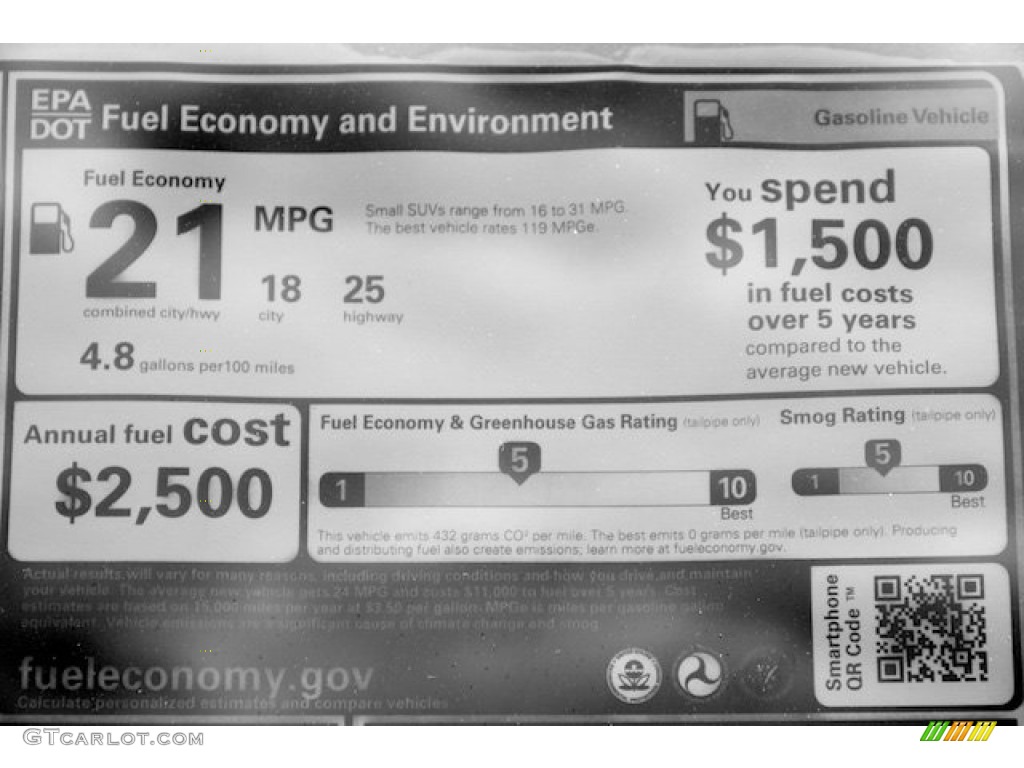 EPA
DOT
Fuel Economy and Environment
Gasoline Vehicle
Fuel Economy
21 MPG
combined city/hwy
18
city
25
highway
Small SUVs range from 16 to 31 MPG.
The best vehicle rates 119 MPGe.
4.8 gallons per 100 miles
You spend
$1,500
in fuel costs
over 5 years
compared to the
average new vehicle.
Annual fuel cost
$2,500
Fuel Economy & Greenhouse Gas Rating (tailpipe only)
1 5 10
Best
Smog Rating (tailpipe only)
1 5 10
Best
This vehicle emits 432 grams CO² per mile. The best emits 0 grams per mile (tailpipe only). Producing
and distributing fuel also create emissions; learn more at fueleconomy.gov.
Actual results will vary for many reasons, including driving conditions and how you drive and maintain
your vehicle. The average new vehicle gets 24 MPG and costs $11,000 to fuel over 5 years. Cost
estimates are based on 15,000 miles per year at $3.50 per gallon. MPGe is miles per gasoline gallon
equivalent. Vehicle emissions are a significant cause of climate change and smog.
fueleconomy.gov
Calculate personalized estimates and compare vehicles
Smartphone
QR Code ™
GTcarlot.com